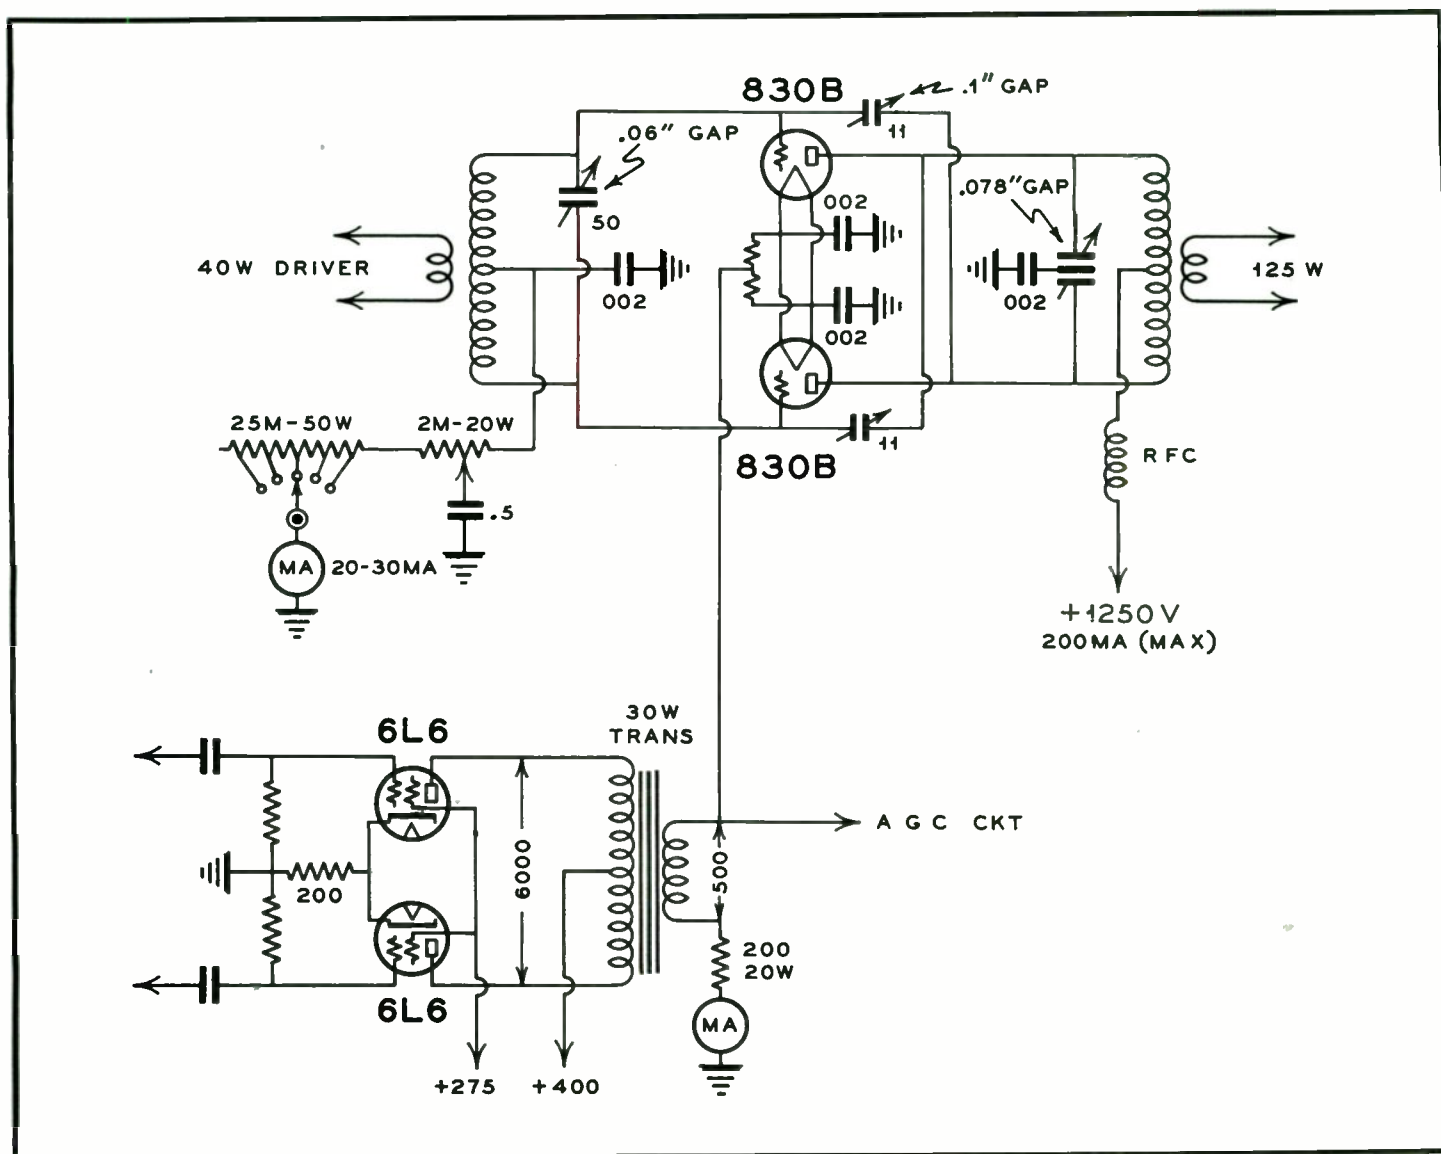 830B
.1" GAP
11
.06" GAP
50
002
.078" GAP
40W DRIVER
002
002
125 W
002
25M-50W
2M-20W
11
830B
RFC
.5
MA
20-30MA
+1250V
200MA (MAX)
30W
TRANS
6L6
6000
500
AGC CKT
200
200
20W
6L6
MA
+275
+400